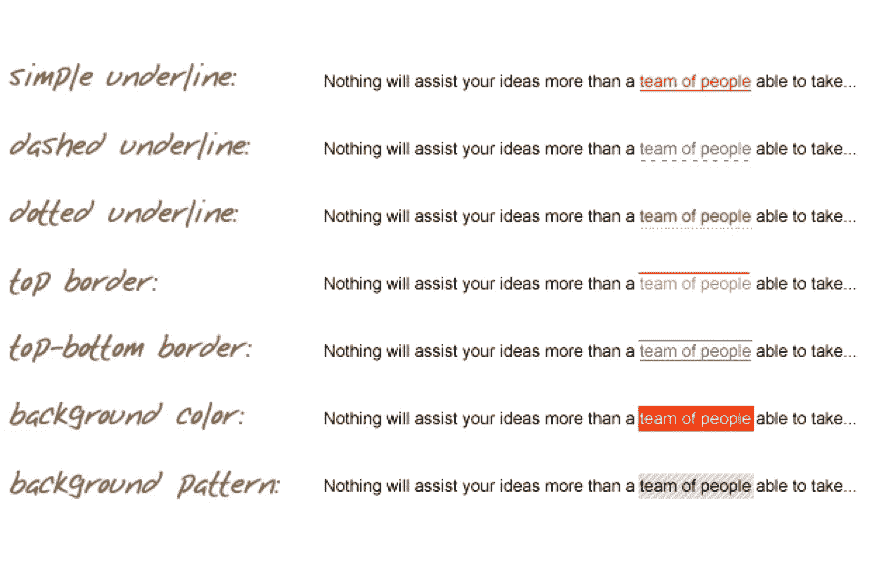 simple underline: Nothing will assist your ideas more than a team of people able to take...
dashed underline: Nothing will assist your ideas more than a team of people able to take...
dotted underline: Nothing will assist your ideas more than a team of people able to take...
top border: Nothing will assist your ideas more than a team of people able to take...
top-bottom border: Nothing will assist your ideas more than a team of people able to take...
background color: Nothing will assist your ideas more than a team of people able to take...
background pattern: Nothing will assist your ideas more than a team of people able to take...